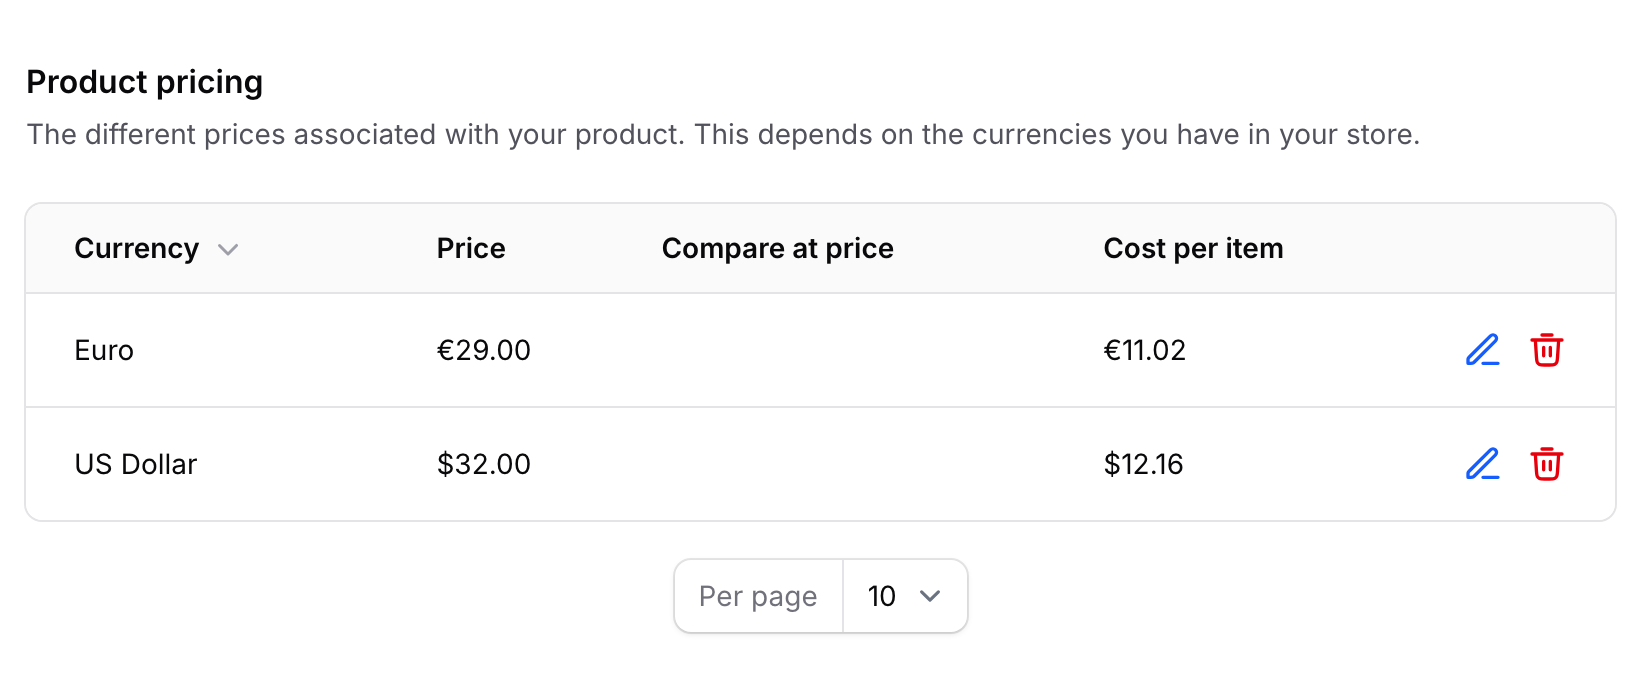 Product pricing
The different prices associated with your product. This depends on the currencies you have in your store.
Currency Price Compare at price Cost per item
Euro €29.00 €11.02
US Dollar $32.00 $12.16
Per page 10